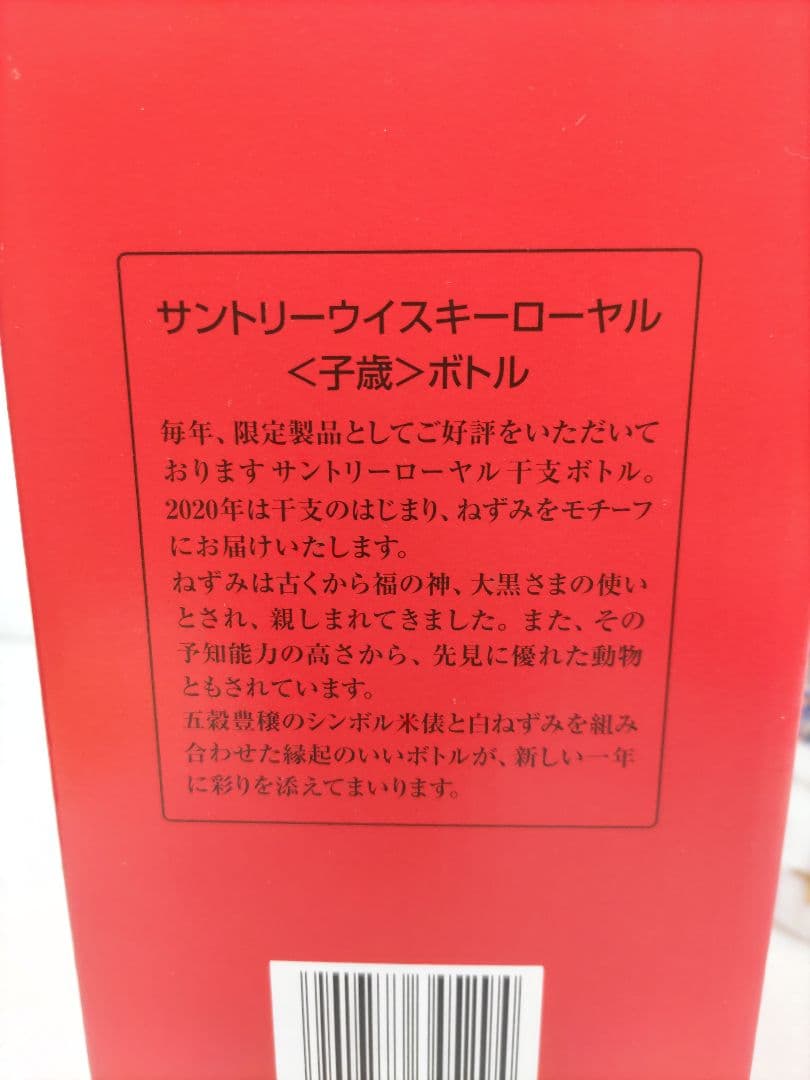 サントリーウイスキーローヤル
＜子歳＞ボトル
毎年、限定製品としてご好評をいただいて
おりますサントリーローヤル干支ボトル。
2020年は干支のはじまり、ねずみをモチーフ
にお届けいたします。
ねずみは古くから福の神、大黒さまの使い
とされ、親しまれてきました。また、その
予知能力の高さから、先見に優れた動物
ともされています。
五穀豊穣のシンボル米俵と白ねずみを組み
合わせた縁起のいいボトルが、新しい一年
に彩りを添えてまいります。